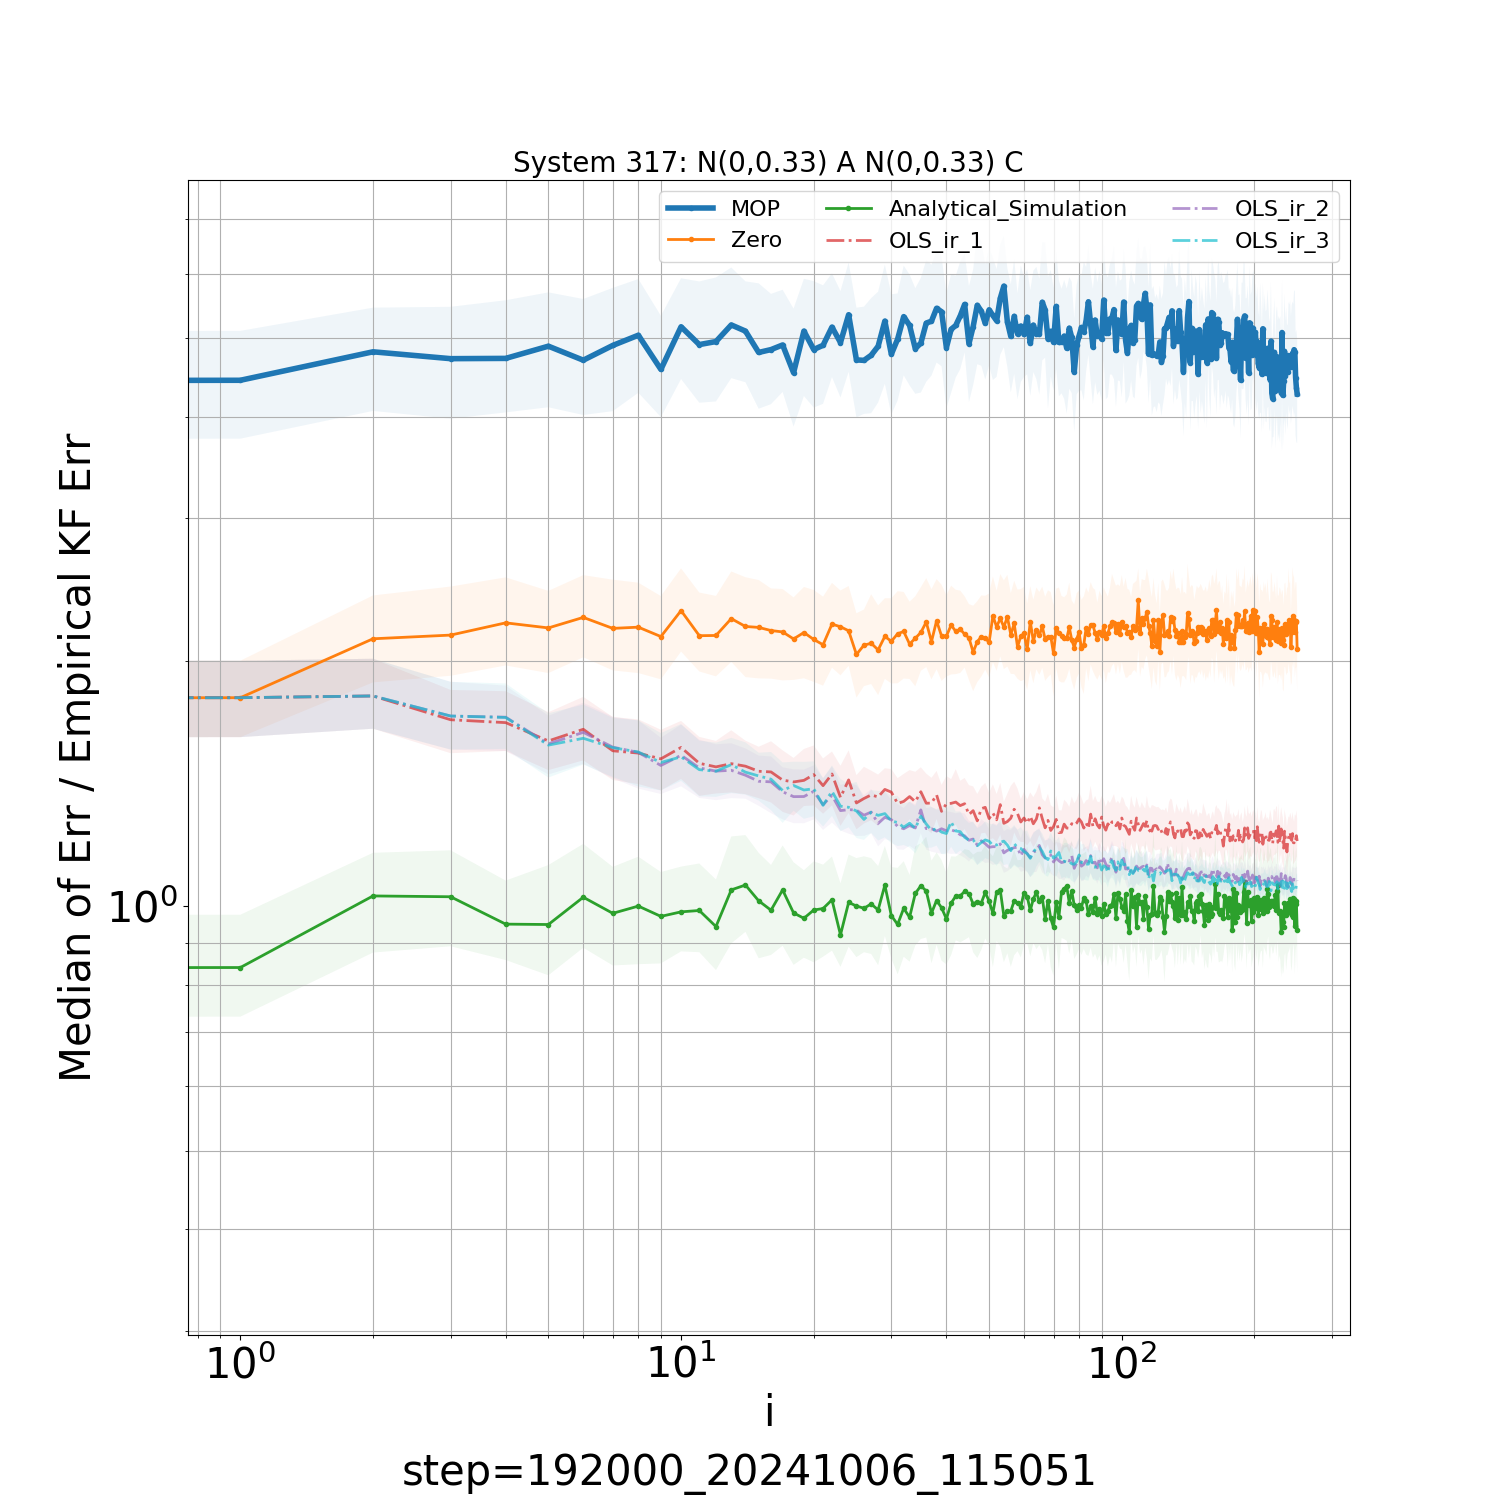 System 317: N(0,0.33) A N(0,0.33) C
MOP
Zero
Analytical_Simulation
OLS_ir_1
OLS_ir_2
OLS_ir_3
Median of Err / Empirical KF Err
10⁰
10⁰ 10¹ 10²
i
step=192000_20241006_115051